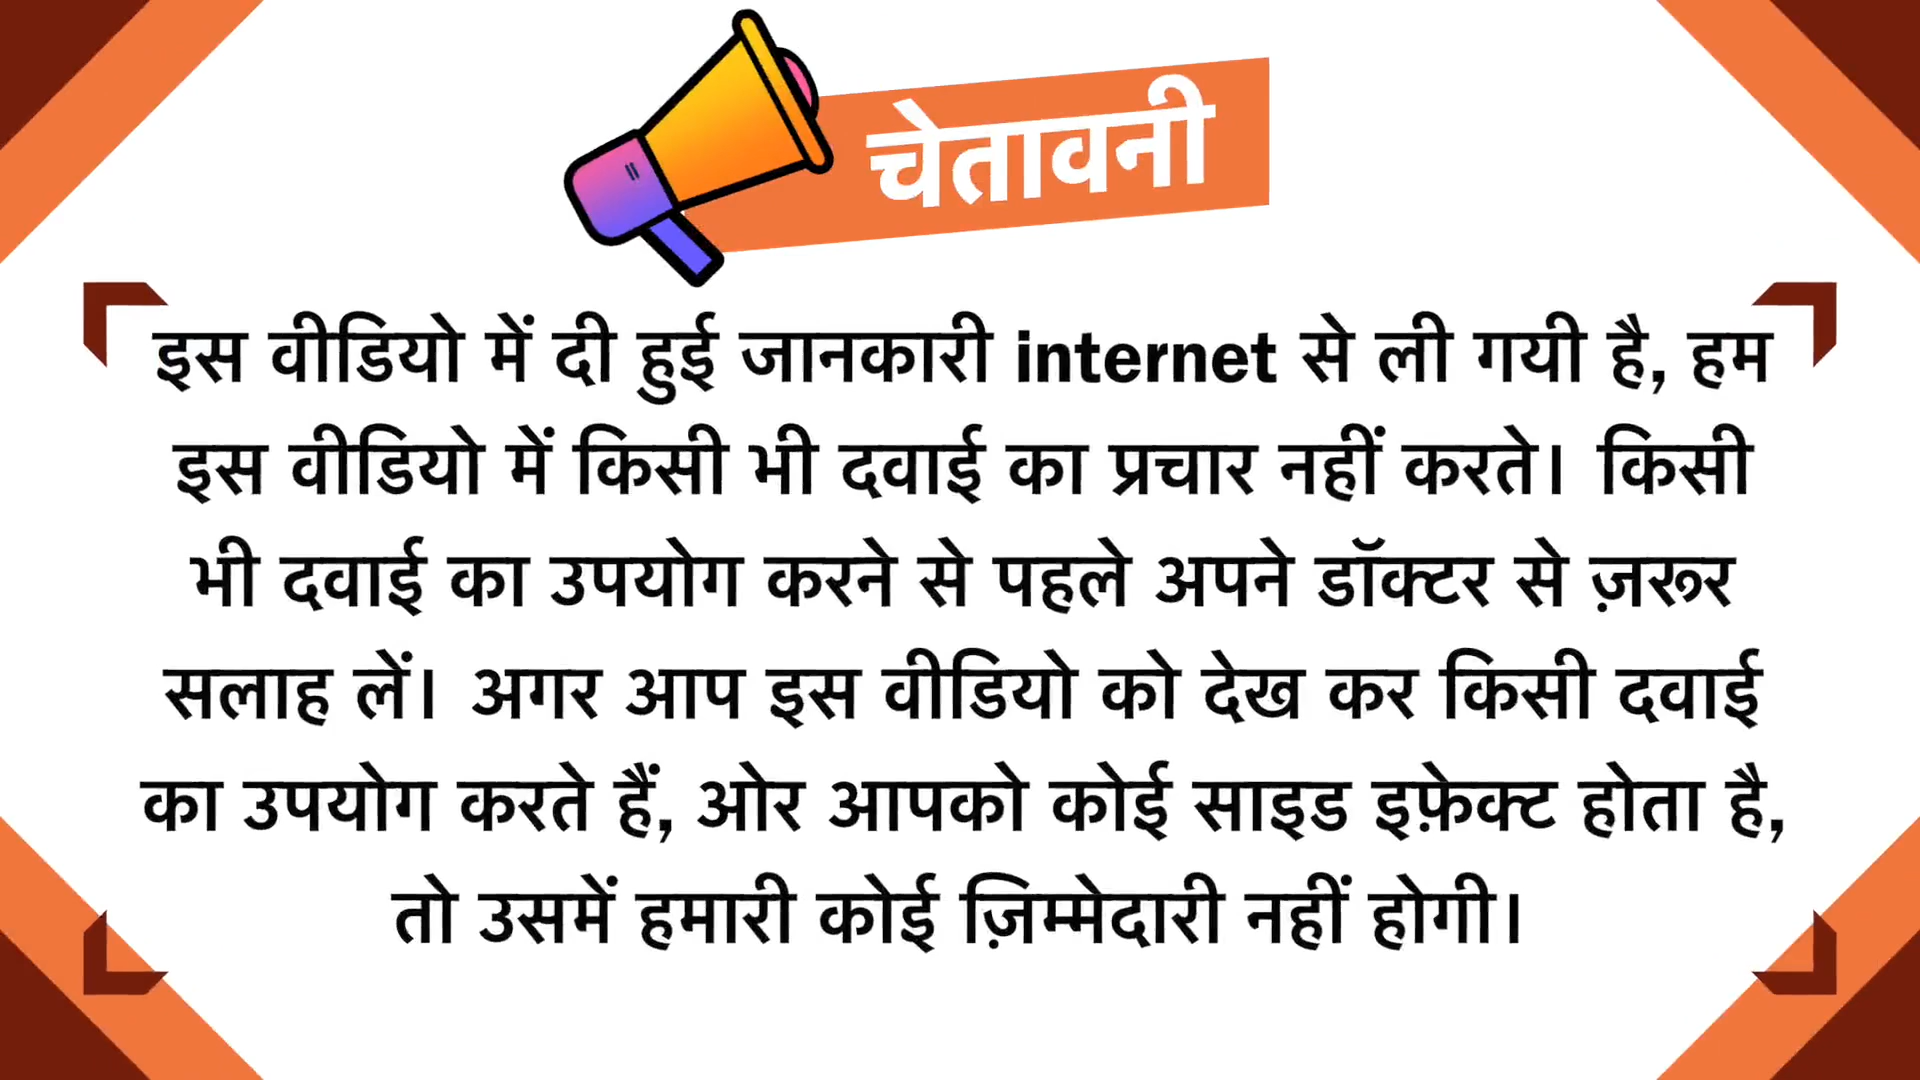 चेतावनी
इस वीडियो में दी हुई जानकारी internet से ली गयी है, हम
इस वीडियो में किसी भी दवाई का प्रचार नहीं करते। किसी
भी दवाई का उपयोग करने से पहले अपने डॉक्टर से ज़रूर
सलाह लें। अगर आप इस वीडियो को देख कर किसी दवाई
का उपयोग करते हैं, ओर आपको कोई साइड इफ़ेक्ट होता है,
तो उसमें हमारी कोई ज़िम्मेदारी नहीं होगी।